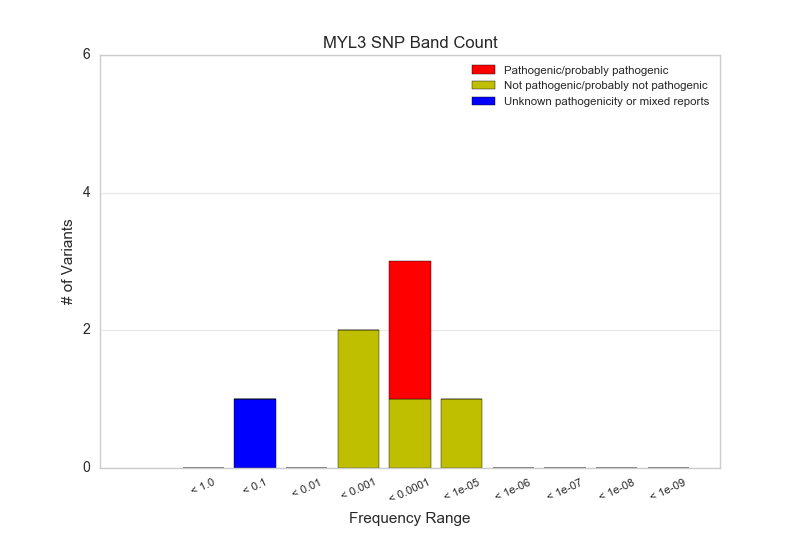 MYL3 SNP Band Count
Pathogenic/probably pathogenic
Not pathogenic/probably not pathogenic
Unknown pathogenicity or mixed reports
# of Variants
6
4
2
0
< 1.0
< 0.1
< 0.01
< 0.001
< 0.0001
< 1e-05
< 1e-06
< 1e-07
< 1e-08
< 1e-09
Frequency Range